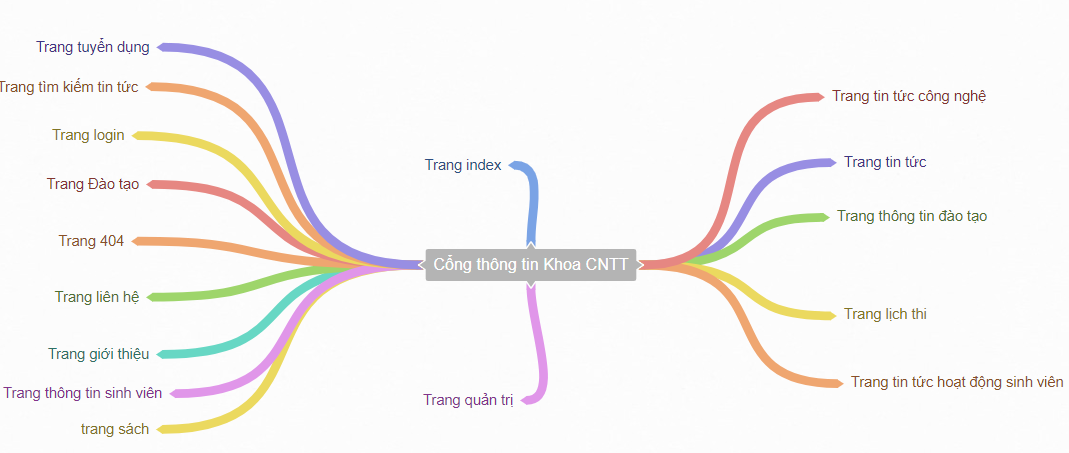 Trang tuyển dụng
Trang tìm kiếm tin tức
Trang login
Trang Đào tạo
Trang 404
Trang liên hệ
Trang giới thiệu
Trang thông tin sinh viên
trang sách
Trang index
Cổng thông tin Khoa CNTT
Trang quản trị
Trang tin tức công nghệ
Trang tin tức
Trang thông tin đào tạo
Trang lịch thi
Trang tin tức hoạt động sinh viên